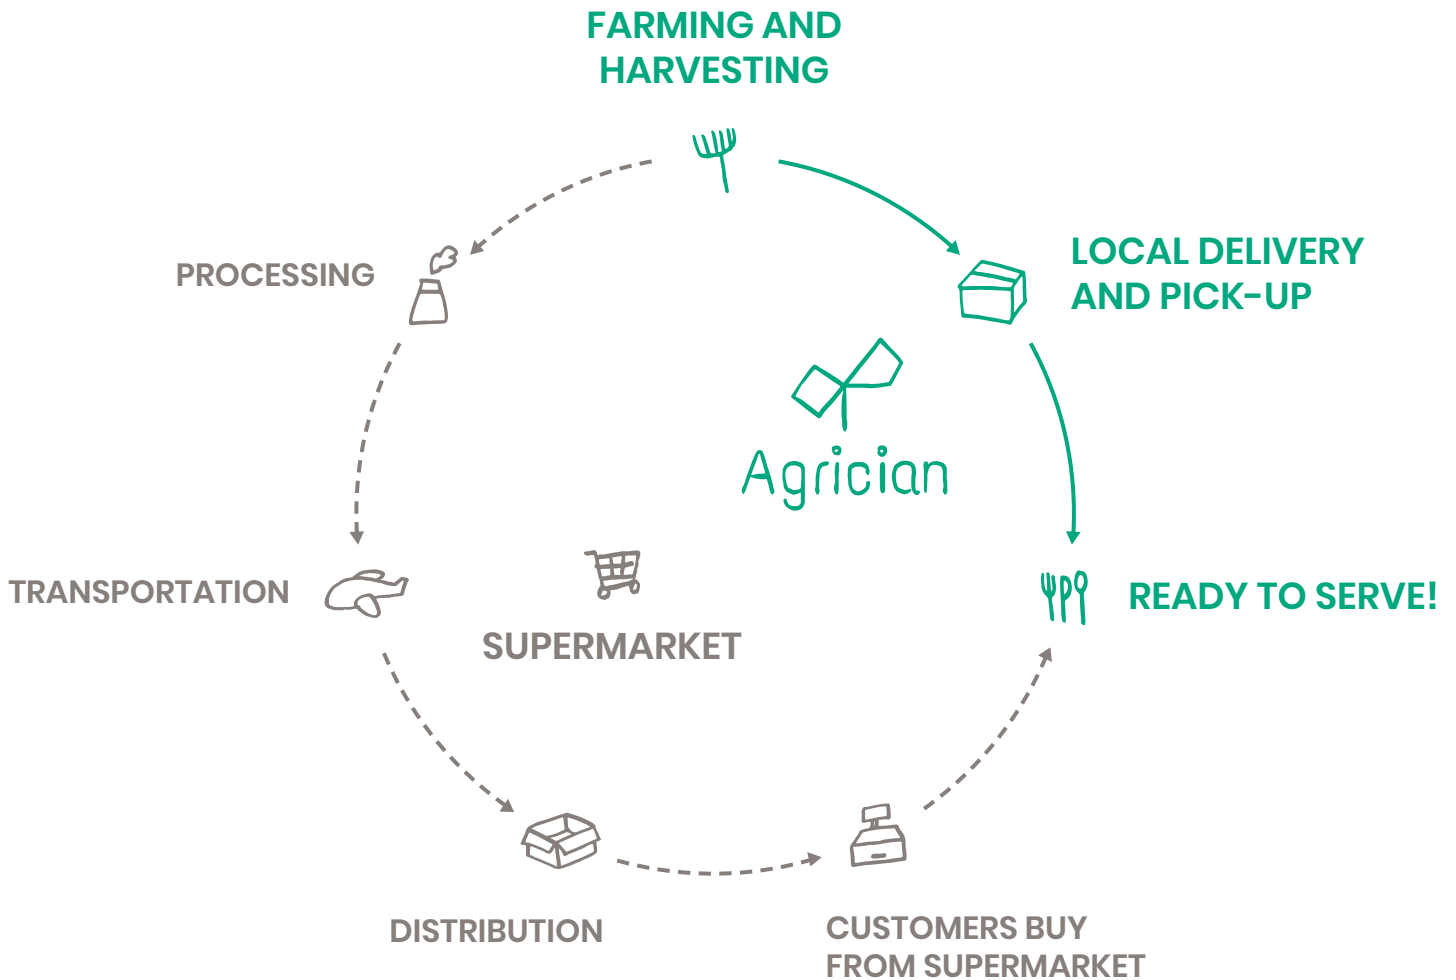 FARMING AND
HARVESTING
PROCESSING
LOCAL DELIVERY
AND PICK-UP
Agrician
TRANSPORTATION
READY TO SERVE!
SUPERMARKET
DISTRIBUTION
CUSTOMERS BUY
FROM SUPERMARKET